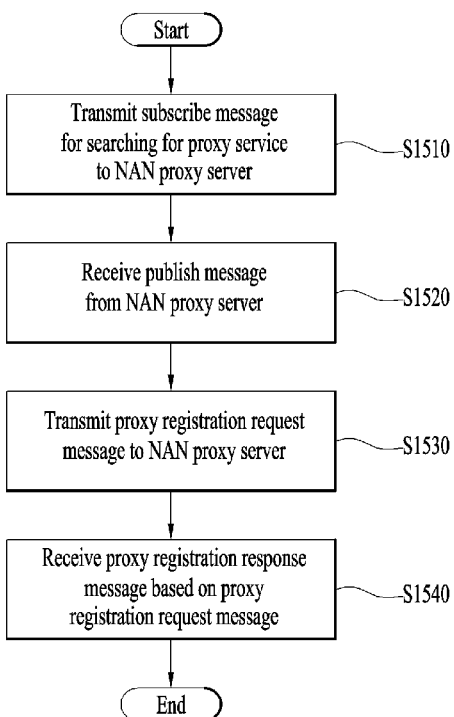 Start
Transmit subscribe message
for searching for proxy service
to NAN proxy server
S1510
Receive publish message
from NAN proxy server
S1520
Transmit proxy registration request
message to NAN proxy server
S1530
Receive proxy registration response
message based on proxy
registration request message
S1540
End